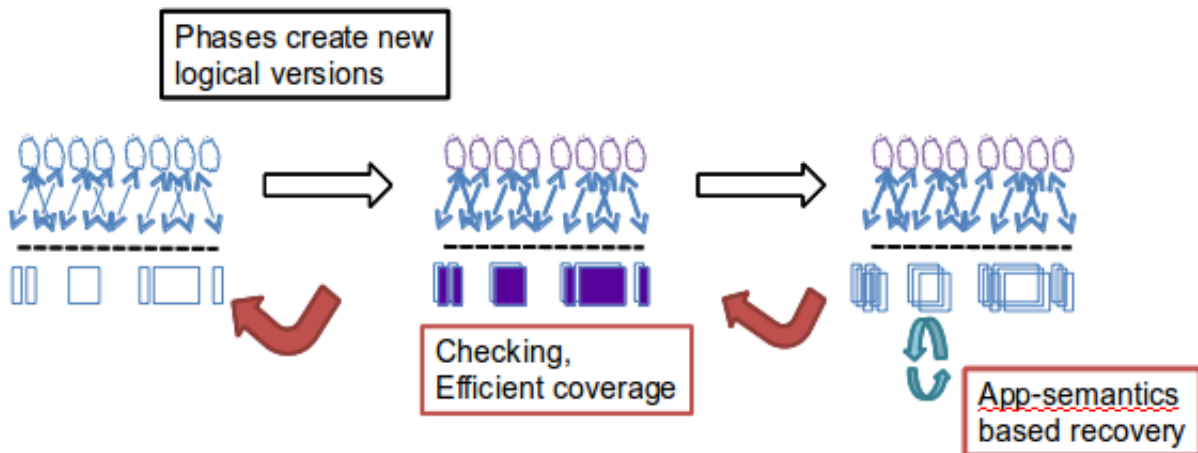 Phases create new
logical versions
Checking,
Efficient coverage
App-semantics
based recovery